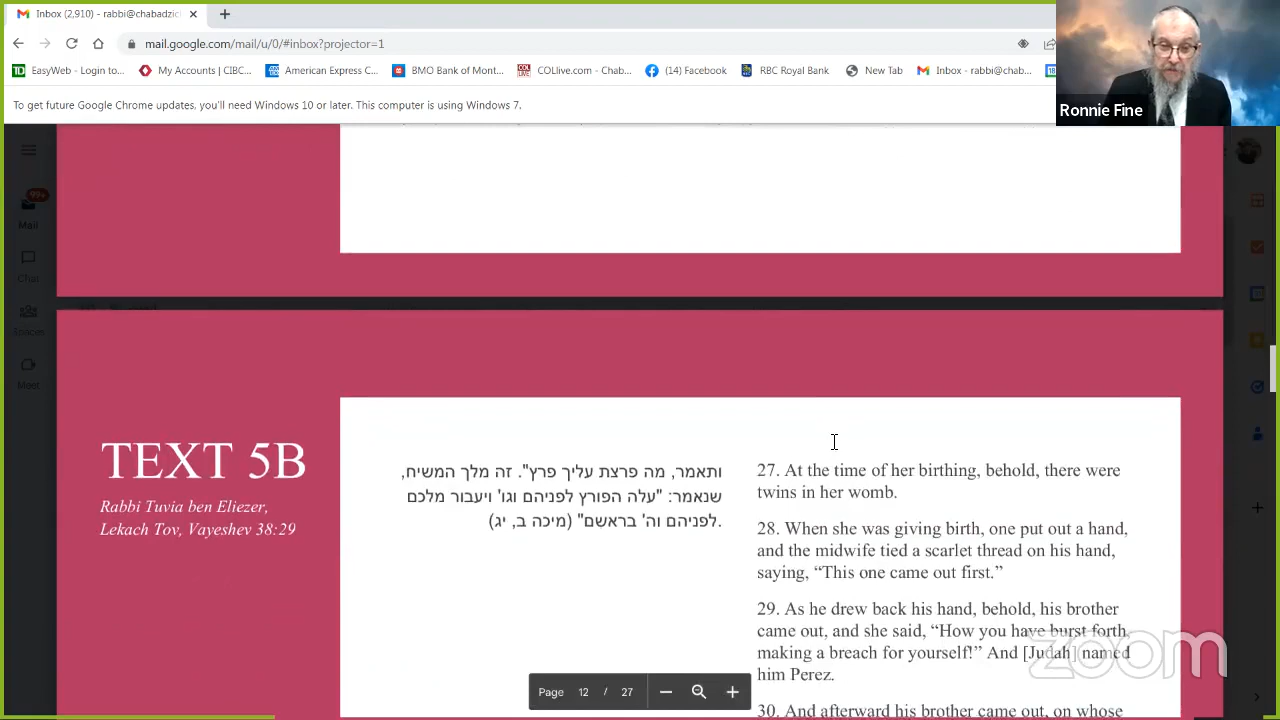 Inbox (2,910) - rabbi@chabadzic
mail.google.com/mail/u/0/#inbox?projector=1
EasyWeb - Login to... My Accounts | CIBC... American Express C... BMO Bank of Mont... COLlive.com - Chab... (14) Facebook RBC Royal Bank New Tab Inbox - rabbi@chab...
To get future Google Chrome updates, you'll need Windows 10 or later. This computer is using Windows 7.
Ronnie Fine
99+
Mail
Chat
Spaces
Meet
TEXT 5B
Rabbi Tuvia ben Eliezer,
Lekach Tov, Vayeshev 38:29
ותאמר, מה פרצת עליך פרץ". זה מלך המשיח,
שנאמר: "עלה הפורץ לפניהם וגו' ויעבור מלכם
לפניהם וה' בראשם" (מיכה ב, יג).
27. At the time of her birthing, behold, there were
twins in her womb.
28. When she was giving birth, one put out a hand,
and the midwife tied a scarlet thread on his hand,
saying, “This one came out first.”
29. As he drew back his hand, behold, his brother
came out, and she said, “How you have burst forth,
making a breach for yourself!” And [Judah] named
him Perez.
30. And afterward his brother came out, on whose
zoom
Page 12 / 27